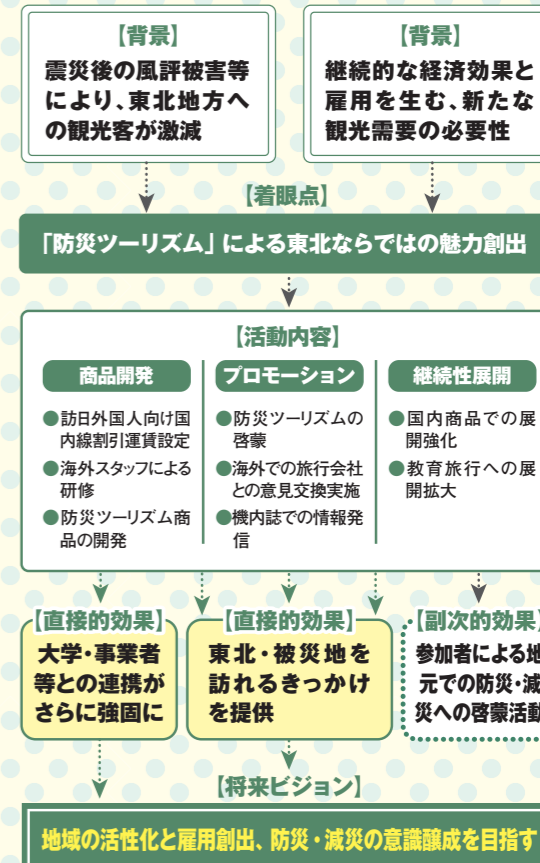 【背景】
震災後の風評被害等
により、東北地方へ
の観光客が激減
【背景】
継続的な経済効果と
雇用を生む、新たな
観光需要の必要性
【着眼点】
「防災ツーリズム」による東北ならではの魅力創出
【活動内容】
商品開発
●訪日外国人向け国
内線割引運賃設定
●海外スタッフによる
研修
●防災ツーリズム商
品の開発
プロモーション
●防災ツーリズムの
啓蒙
●海外での旅行会社
との意見交換実施
●機内誌での情報発
信
継続性展開
●国内商品での展
開強化
●教育旅行への展
開拡大
【直接的効果】
大学・事業者
等との連携が
さらに強固に
【直接的効果】
東北・被災地を
訪れるきっかけ
を提供
【副次的効果】
参加者による地
元での防災・減
災への啓蒙活動
【将来ビジョン】
地域の活性化と雇用創出、防災・減災の意識醸成を目指す